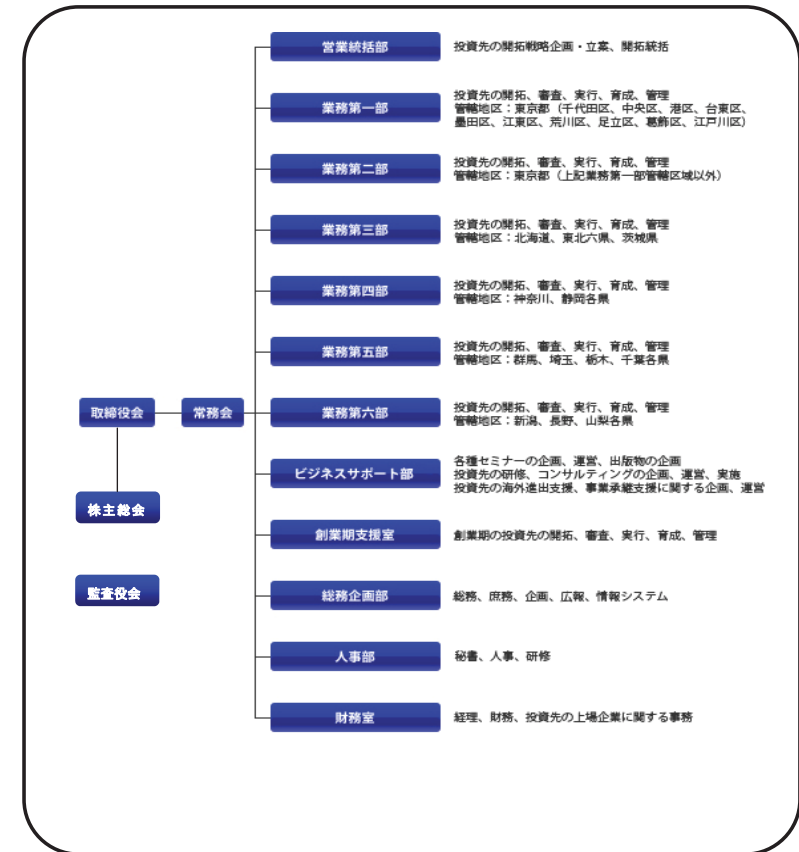 営業統括部
投資先の開拓戦略企画・立案、開拓統括
業務第一部
投資先の開拓、審査、実行、育成、管理
管轄地区：東京都（千代田区、中央区、港区、台東区、
墨田区、江東区、荒川区、足立区、葛飾区、江戸川区）
業務第二部
投資先の開拓、審査、実行、育成、管理
管轄地区：東京都（上記業務第一部管轄区域以外）
業務第三部
投資先の開拓、審査、実行、育成、管理
管轄地区：北海道、東北六県、茨城県
業務第四部
投資先の開拓、審査、実行、育成、管理
管轄地区：神奈川、静岡各県
業務第五部
投資先の開拓、審査、実行、育成、管理
管轄地区：群馬、埼玉、栃木、千葉各県
取締役会
常務会
業務第六部
投資先の開拓、審査、実行、育成、管理
管轄地区：新潟、長野、山梨各県
ビジネスサポート部
各種セミナーの企画、運営、出版物の企画
投資先の研修、コンサルティングの企画、運営、実施
投資先の海外進出支援、事業承継支援に関する企画、運営
株主総会
創業期支援室
創業期の投資先の開拓、審査、実行、育成、管理
監査役会
総務企画部
総務、庶務、企画、広報、情報システム
人事部
秘書、人事、研修
財務室
経理、財務、投資先の上場企業に関する事務